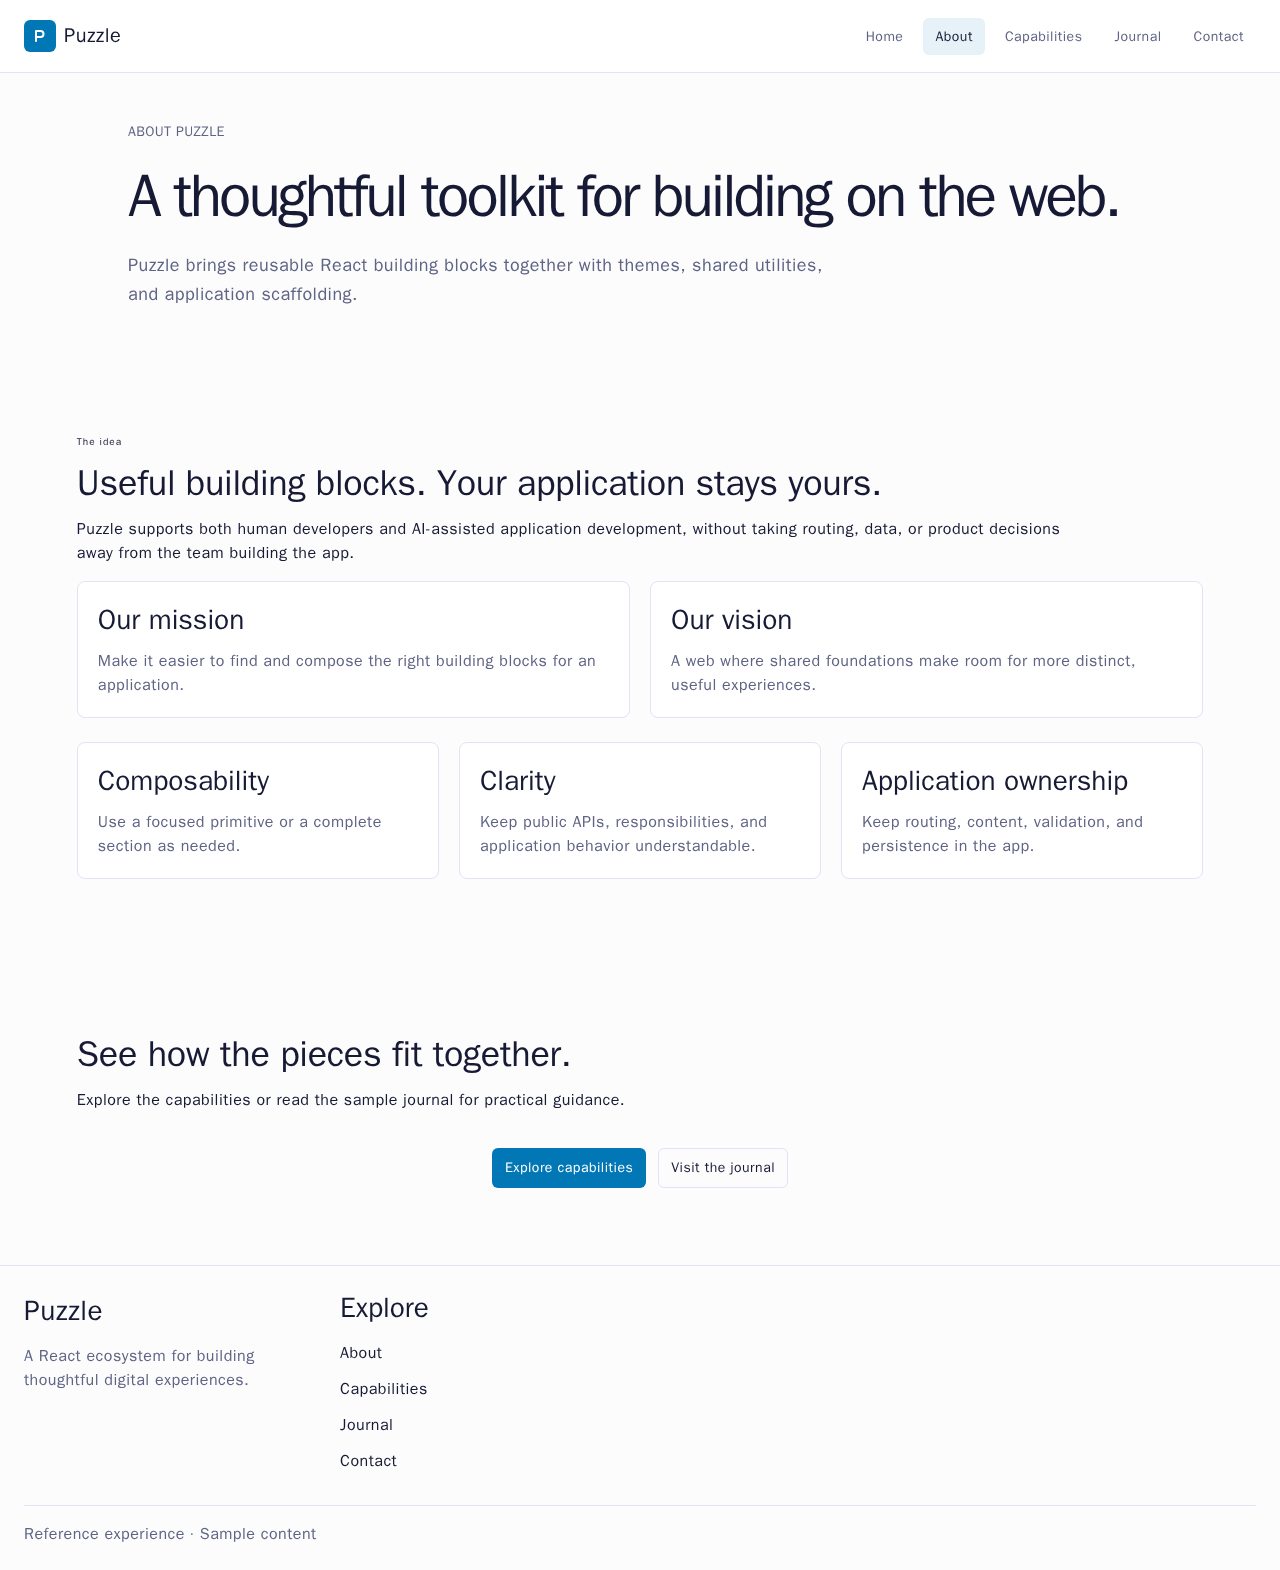 P Puzzle
Home About Capabilities Journal Contact
ABOUT PUZZLE
A thoughtful toolkit for building on the web.
Puzzle brings reusable React building blocks together with themes, shared utilities,
and application scaffolding.
The idea
Useful building blocks. Your application stays yours.
Puzzle supports both human developers and AI-assisted application development, without taking routing, data, or product decisions
away from the team building the app.
Our mission
Make it easier to find and compose the right building blocks for an
application.
Our vision
A web where shared foundations make room for more distinct,
useful experiences.
Composability
Use a focused primitive or a complete
section as needed.
Clarity
Keep public APIs, responsibilities, and
application behavior understandable.
Application ownership
Keep routing, content, validation, and
persistence in the app.
See how the pieces fit together.
Explore the capabilities or read the sample journal for practical guidance.
Explore capabilities
Visit the journal
Puzzle
A React ecosystem for building
thoughtful digital experiences.
Explore
About
Capabilities
Journal
Contact
Reference experience · Sample content